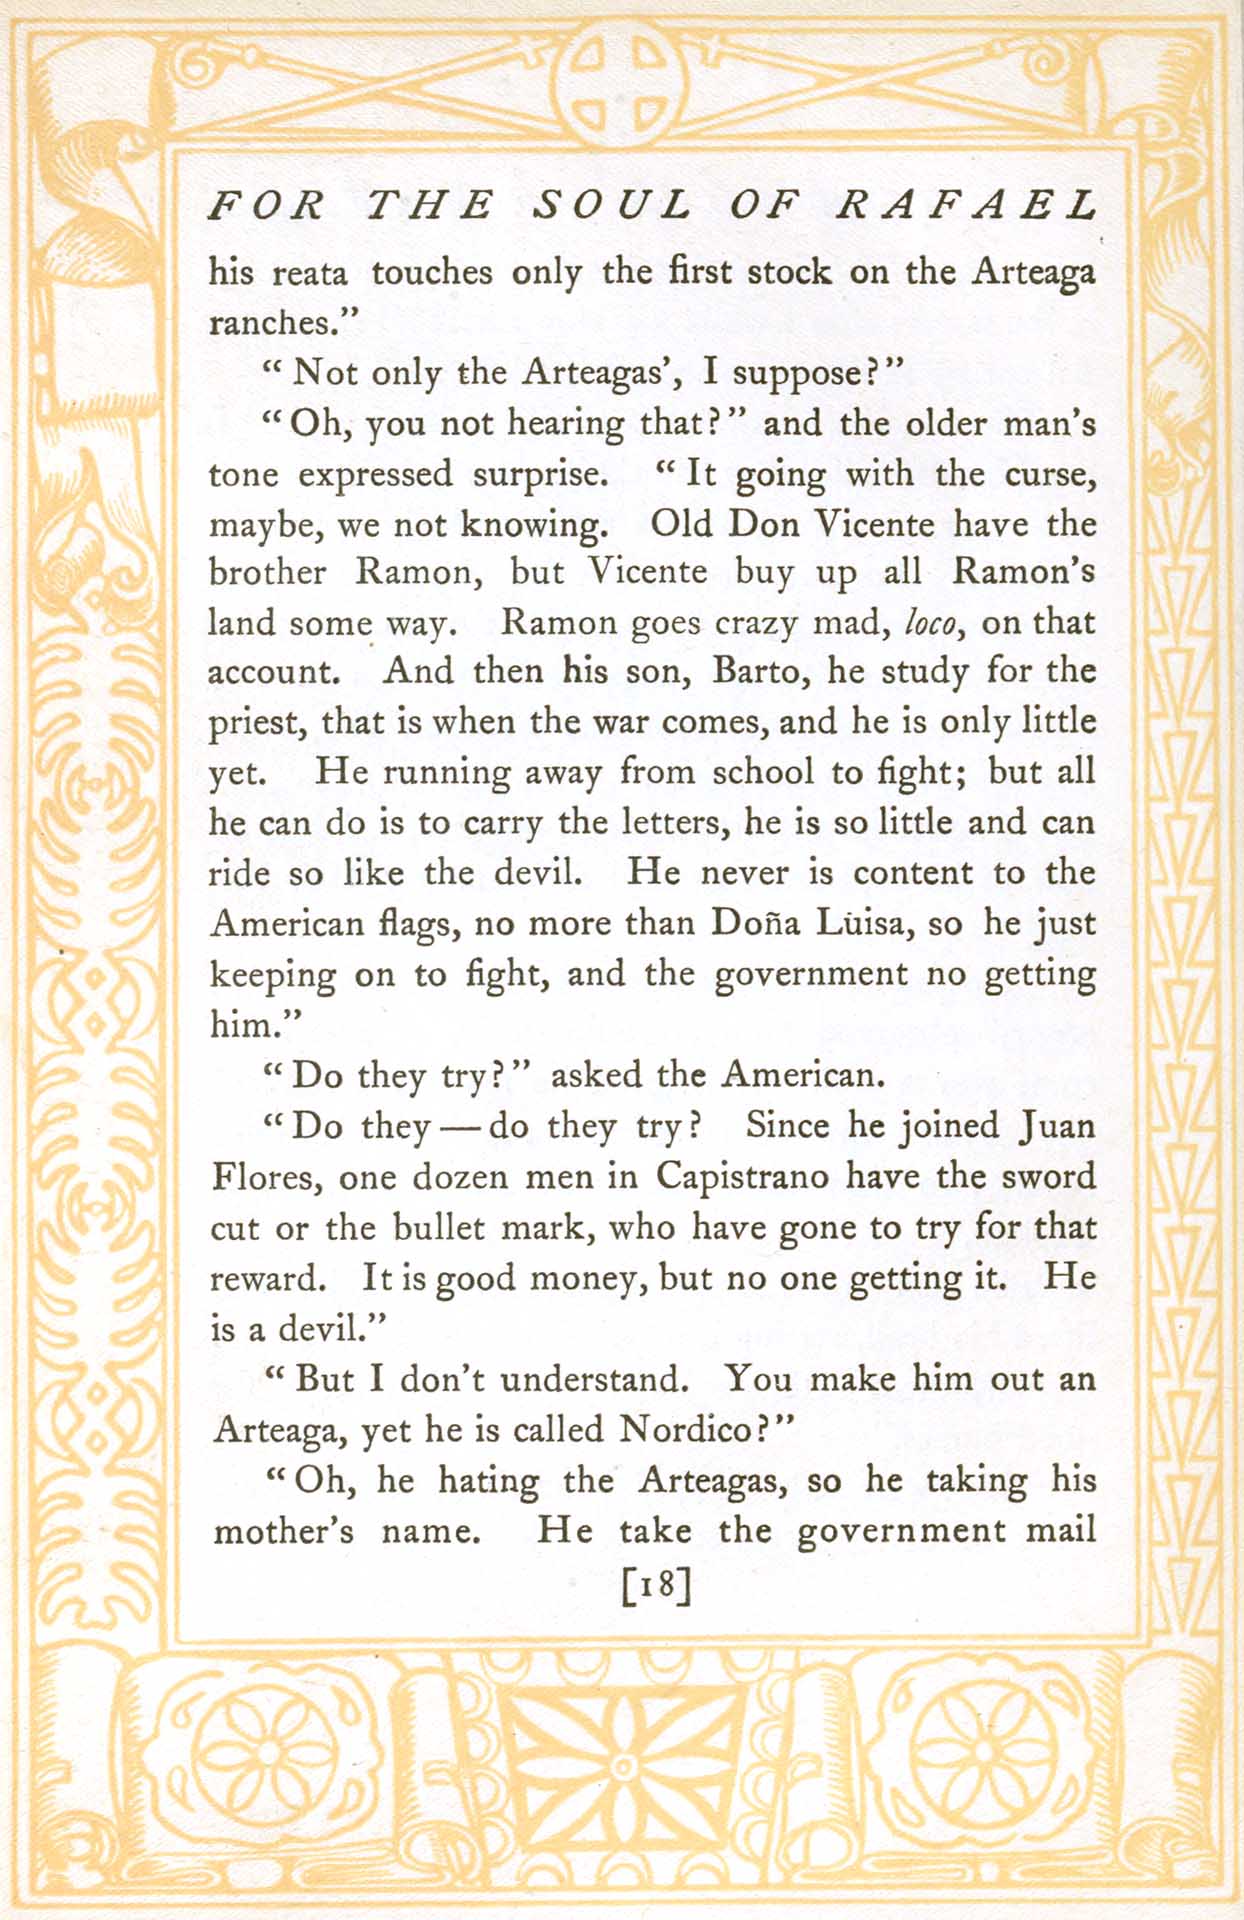 FOR THE SOUL OF RAFAEL
his reata touches only the first stock on the Arteaga
ranches.”
“Not only the Arteagas’, I suppose?”
“Oh, you not hearing that?” and the older man’s
tone expressed surprise. “It going with the curse,
maybe, we not knowing. Old Don Vicente have the
brother Ramon, but Vicente buy up all Ramon’s
land some way. Ramon goes crazy mad, loco, on that
account. And then his son, Barto, he study for the
priest, that is when the war comes, and he is only little
yet. He running away from school to fight; but all
he can do is to carry the letters, he is so little and can
ride so like the devil. He never is content to the
American flags, no more than Doña Luisa, so he just
keeping on to fight, and the government no getting
him.”
“Do they try?” asked the American.
“Do they — do they try? Since he joined Juan
Flores, one dozen men in Capistrano have the sword
cut or the bullet mark, who have gone to try for that
reward. It is good money, but no one getting it. He
is a devil.”
“But I don’t understand. You make him out an
Arteaga, yet he is called Nordico?”
“Oh, he hating the Arteagas, so he taking his
mother’s name. He take the government mail
[18]